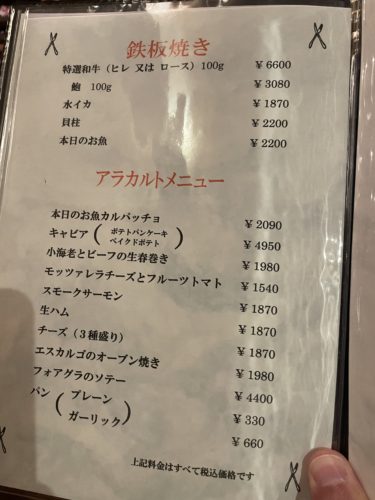 鉄板焼き
特選和牛（ヒレ 又は ロース）100g ￥6600
鮑 100g ￥3080
水イカ ￥1870
貝柱 ￥2200
本日のお魚 ￥2200
アラカルトメニュー
本日のお魚カルパッチョ ￥2090
キャビア（ポテトパンケーキ ベイクドポテト） ￥4950
小海老とビーフの生春巻き ￥1980
モッツァレラチーズとフルーツトマト ￥1540
スモークサーモン ￥1870
生ハム ￥1870
チーズ（３種盛り） ￥1870
エスカルゴのオーブン焼き ￥1980
フォアグラのソテー ￥4400
パン（プレーン ￥330
ガーリック） ￥660
上記料金はすべて税込価格です